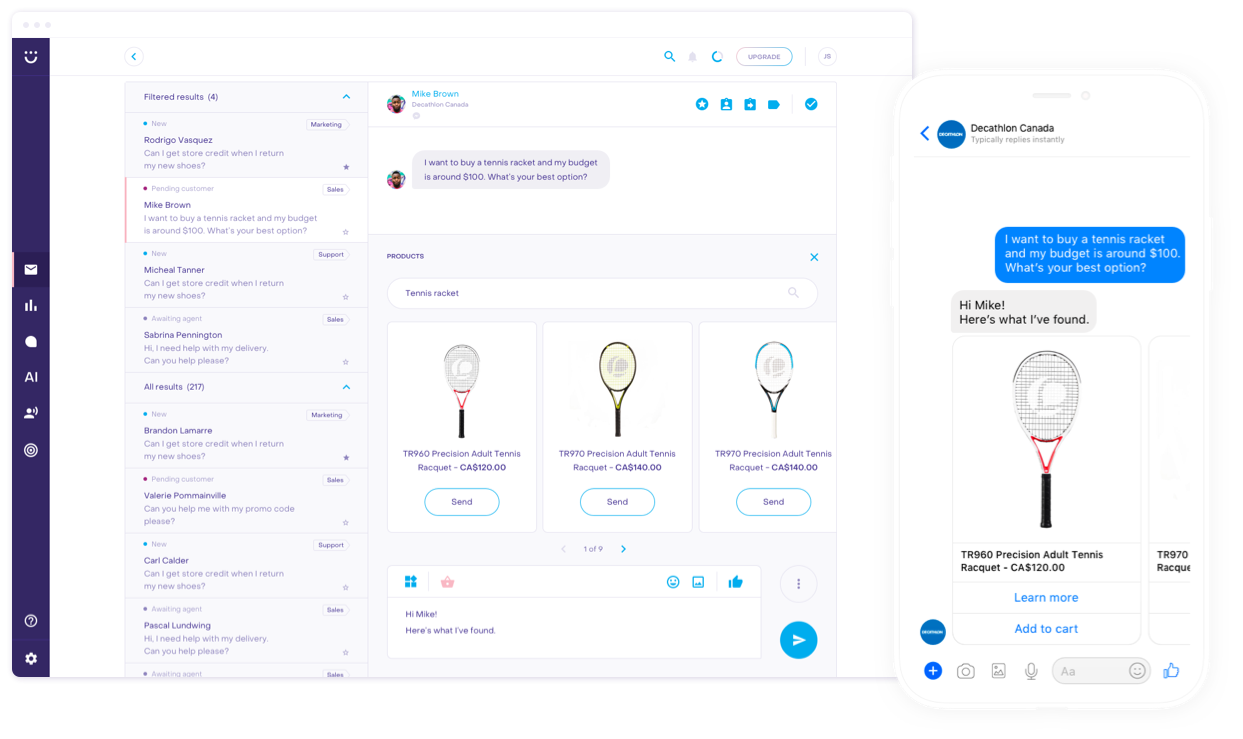 UPGRADE
JS
AI
Filtered results (4)
New
Marketing
Rodrigo Vasquez
Can I get store credit when I return
my new shoes?
Pending customer
Sales
Mike Brown
I want to buy a tennis racket and my budget
is around $100. What's your best option?
New
Support
Micheal Tanner
Can I get store credit when I return
my new shoes?
Awaiting agent
Sales
Sabrina Pennington
Hi, I need help with my delivery.
Can you help please?
All results (217)
New
Marketing
Brandon Lamarre
Can I get store credit when I return
my new shoes?
Pending customer
Sales
Valerie Pommainville
Can you help me with my promo code
please?
New
Support
Carl Calder
Can I get store credit when I return
my new shoes?
Awaiting agent
Sales
Pascal Lundwing
Hi, I need help with my delivery.
Can you help please?
Awaiting agent
Sales
Mike Brown
Decathlon Canada
I want to buy a tennis racket and my budget
is around $100. What's your best option?
PRODUCTS
Tennis racket
TR960 Precision Adult Tennis
Racquet - CA$120.00
Send
TR970 Precision Adult Tennis
Racquet - CA$140.00
Send
TR970 Precision Adult Tennis
Racquet - CA$140.00
Send
1 of 9
Hi Mike!
Here's what I've found.
DECATHLON
Decathlon Canada
Typically replies instantly
I want to buy a tennis racket
and my budget is around $100.
What's your best option?
Hi Mike!
Here's what I've found.
TR960 Precision Adult Tennis
Racquet - CA$120.00
Learn more
Add to cart
TR970
Racque
DECATHLON
Aa